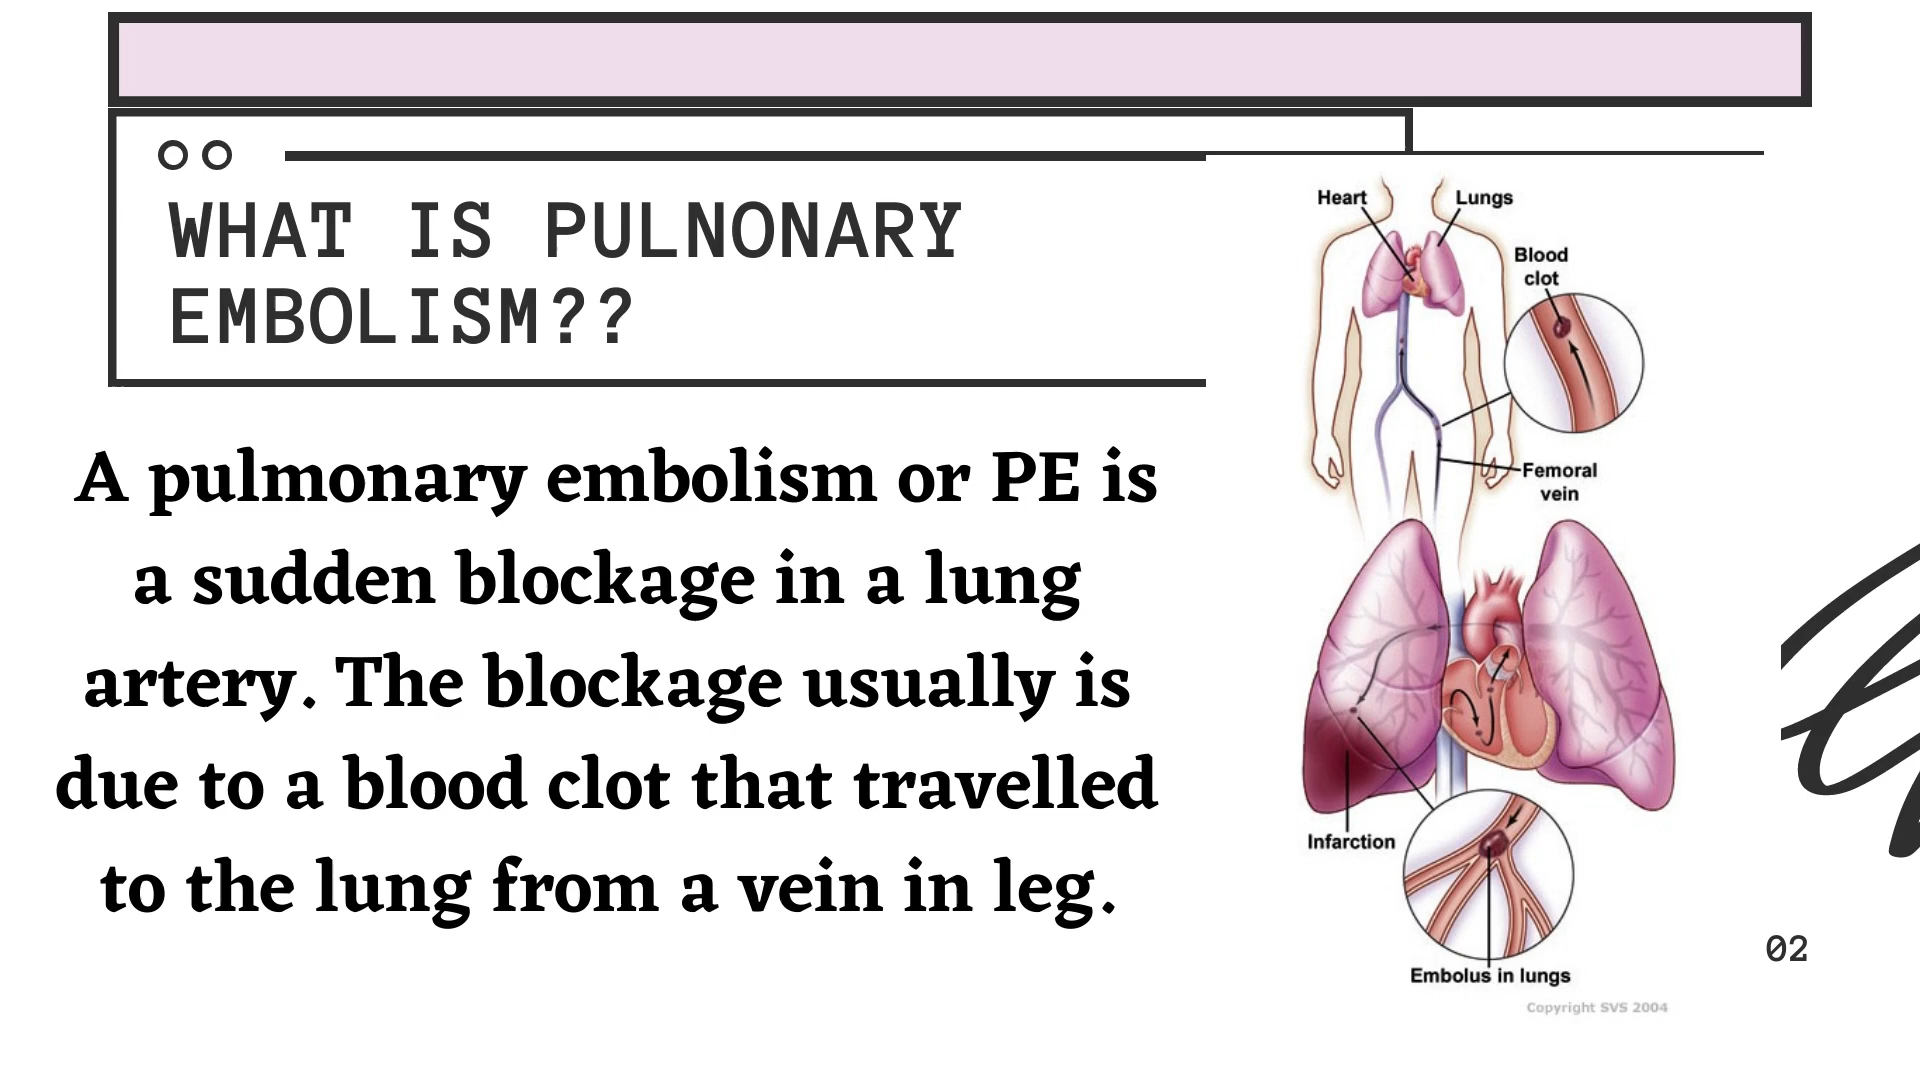 WHAT IS PULNONARY
EMBOLISM??
A pulmonary embolism or PE is
a sudden blockage in a lung
artery. The blockage usually is
due to a blood clot that travelled
to the lung from a vein in leg.
Heart
Lungs
Blood
clot
Femoral
vein
Infarction
Embolus in lungs
Copyright SVS 2004
02